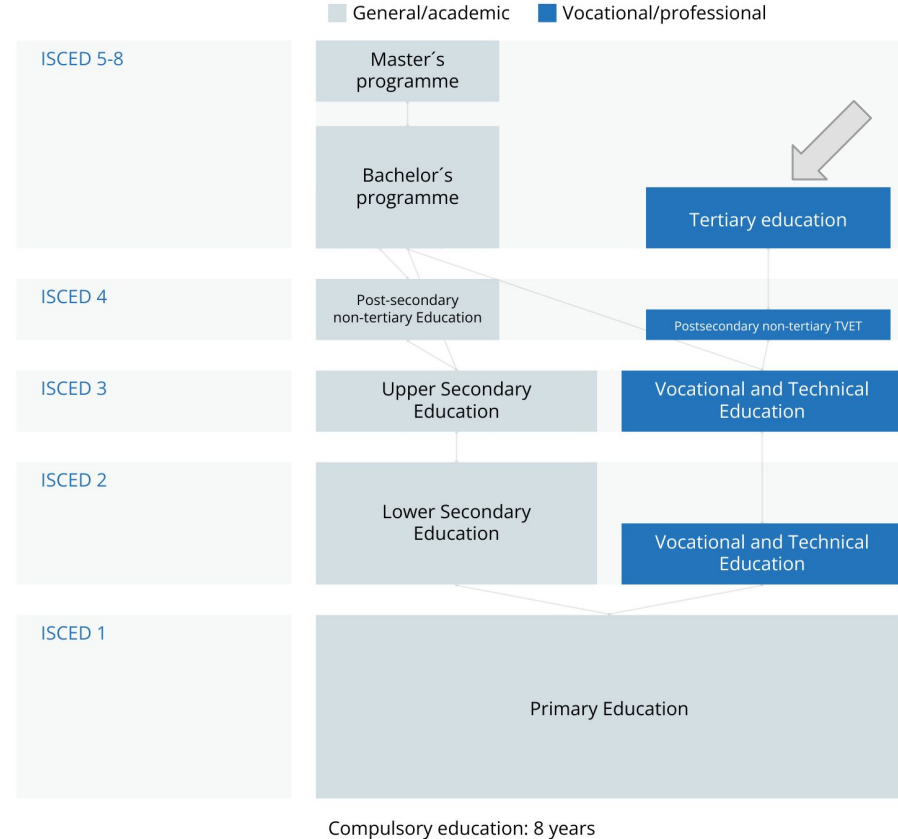 General/academic
Vocational/professional
ISCED 5-8
Master´s
programme
Bachelor´s
programme
Tertiary education
ISCED 4
Post-secondary
non-tertiary Education
Postsecondary non-tertiary TVET
ISCED 3
Upper Secondary
Education
Vocational and Technical
Education
ISCED 2
Lower Secondary
Education
Vocational and Technical
Education
ISCED 1
Primary Education
Compulsory education: 8 years